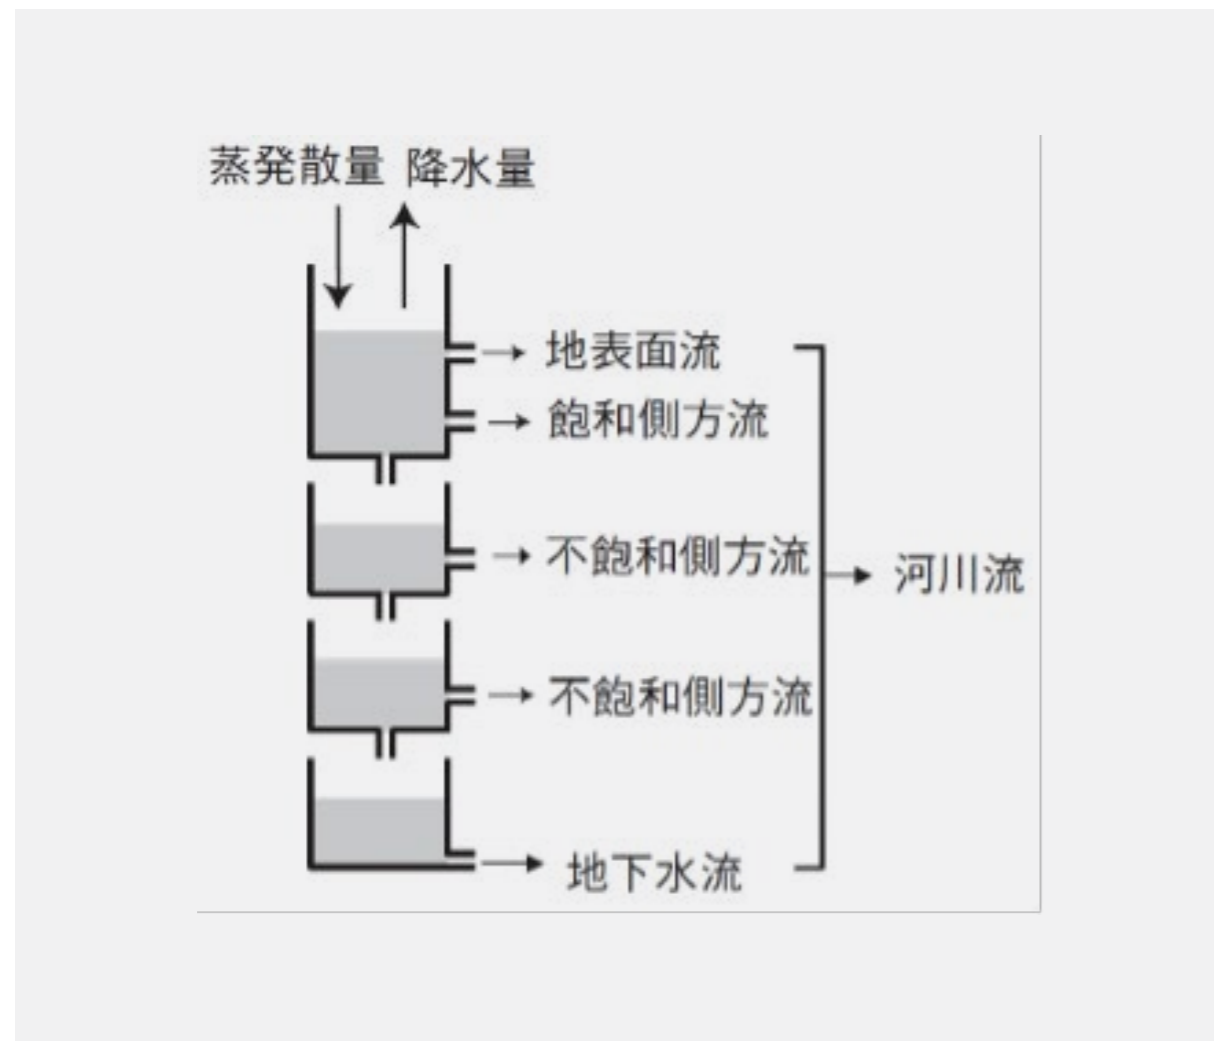 蒸発散量 降水量
地表面流
飽和側方流
不飽和側方流
河川流
不飽和側方流
地下水流